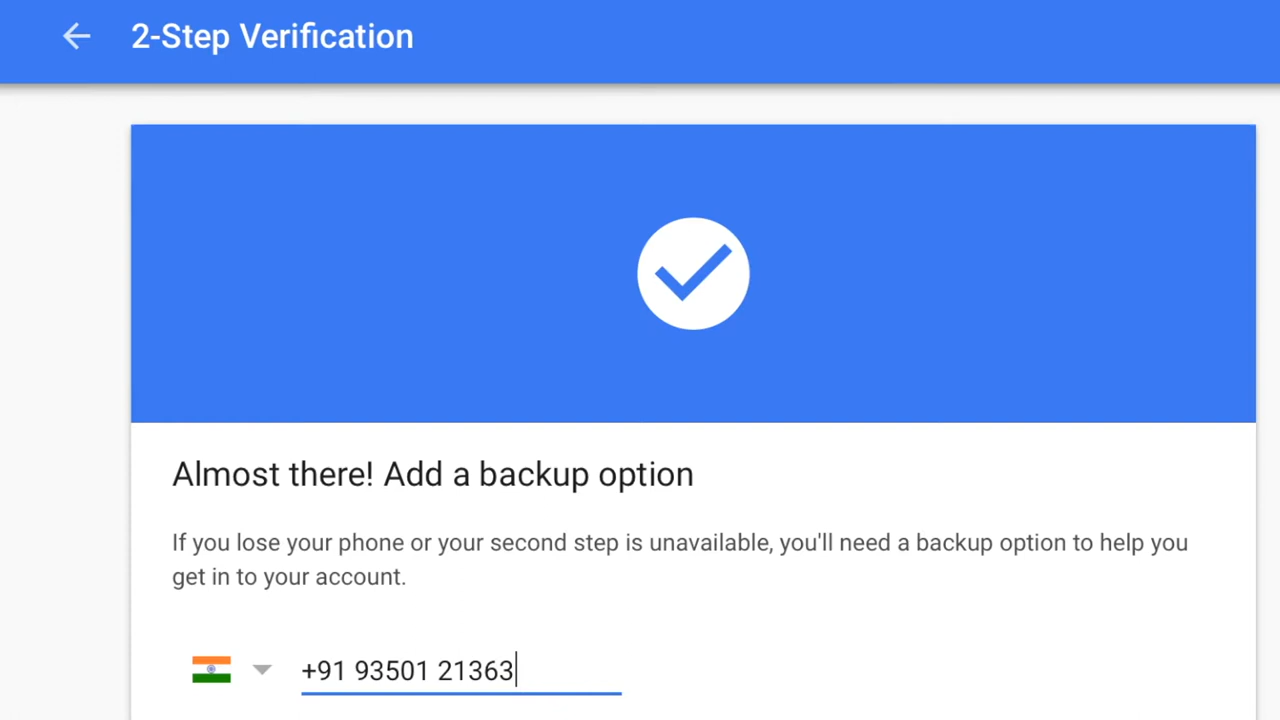 2-Step Verification
Almost there! Add a backup option
If you lose your phone or your second step is unavailable, you'll need a backup option to help you
get in to your account.
+91 93501 21363